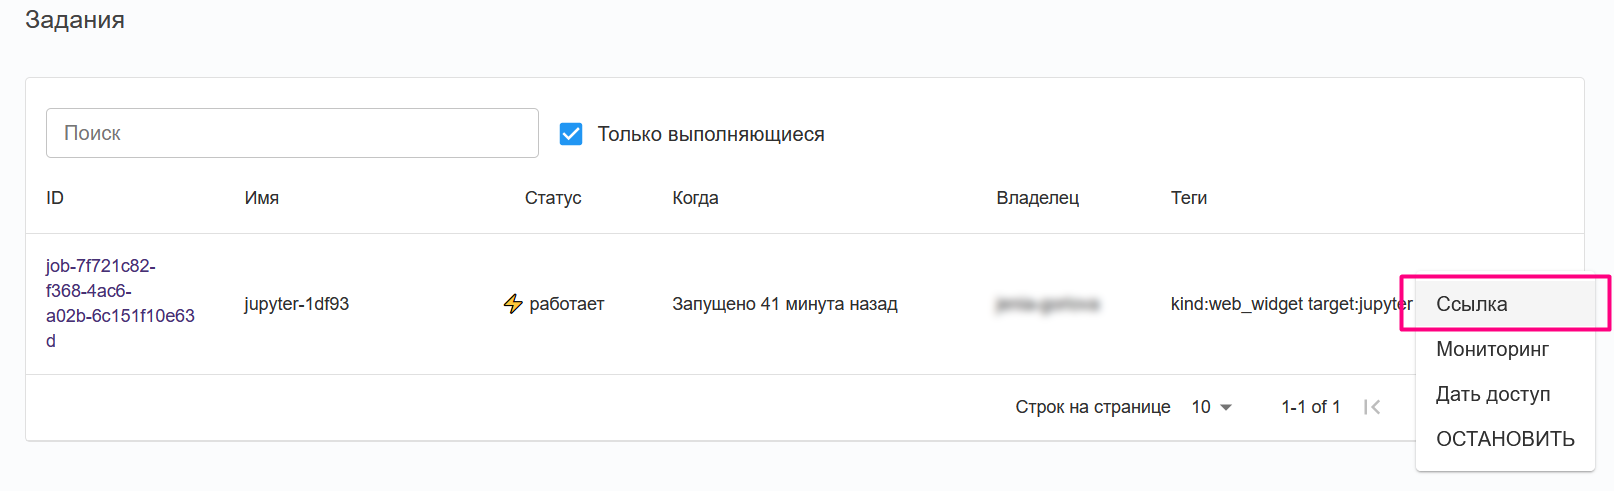 Задания
Поиск
Только выполняющиеся
ID Имя Статус Когда Владелец Теги
job-7f721c82-
f368-4ac6-
a02b-6c151f10e63
d
jupyter-1df93
работает
Запущено 41 минута назад
kind:web_widget target:jupyter
Ссылка
Мониторинг
Дать доступ
ОСТАНОВИТЬ
Строк на странице 10 1-1 of 1